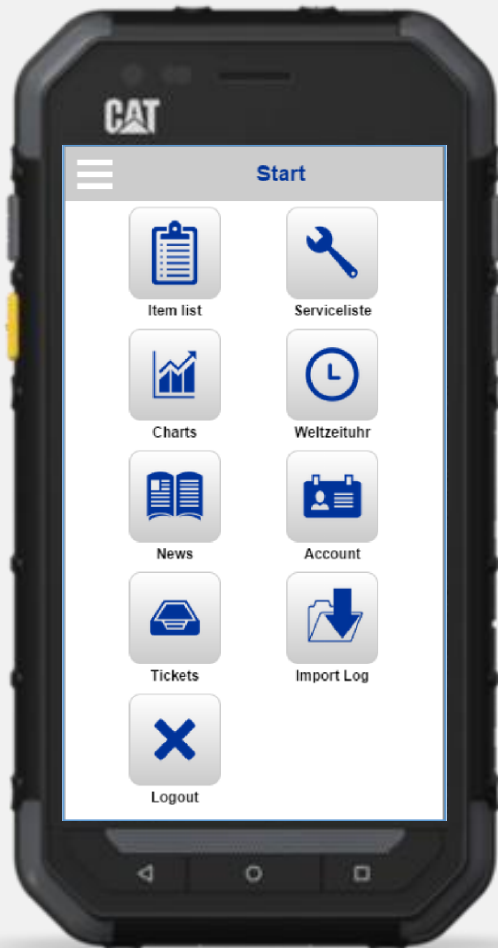 CAT
Start
Item list
Serviceliste
Charts
Weltzeituhr
News
Account
Tickets
Import Log
Logout